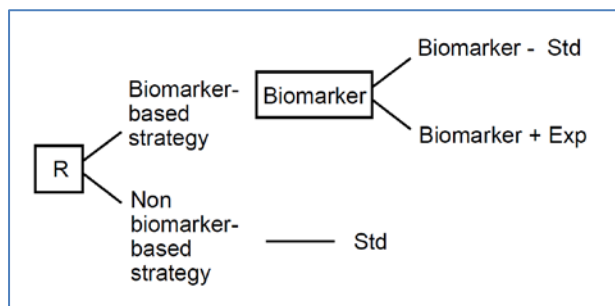 Biomarker - Std
Biomarker-
based
strategy
Biomarker
Biomarker + Exp
R
Non
biomarker-
based
strategy
Std